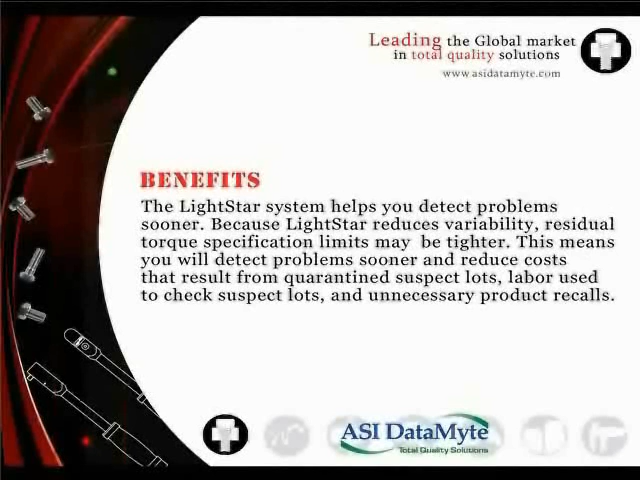 Leading the Global market
in total quality solutions
www.asidatamyte.com
BENEFITS
The LightStar system helps you detect problems
sooner. Because LightStar reduces variability, residual
torque specification limits may be tighter. This means
you will detect problems sooner and reduce costs
that result from quarantined suspect lots, labor used
to check suspect lots, and unnecessary product recalls.
ASI DataMyte
Total Quality Solutions